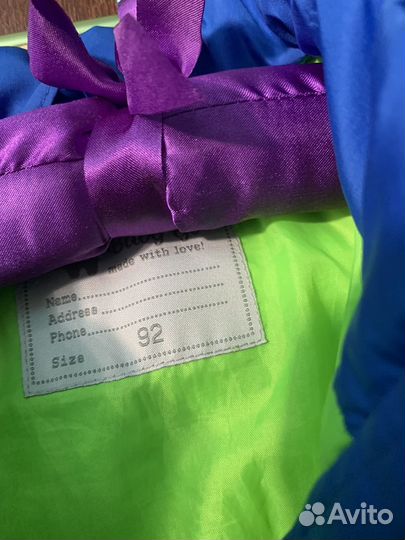 made with love!
Name
Address
Phone
Size 92
Avito